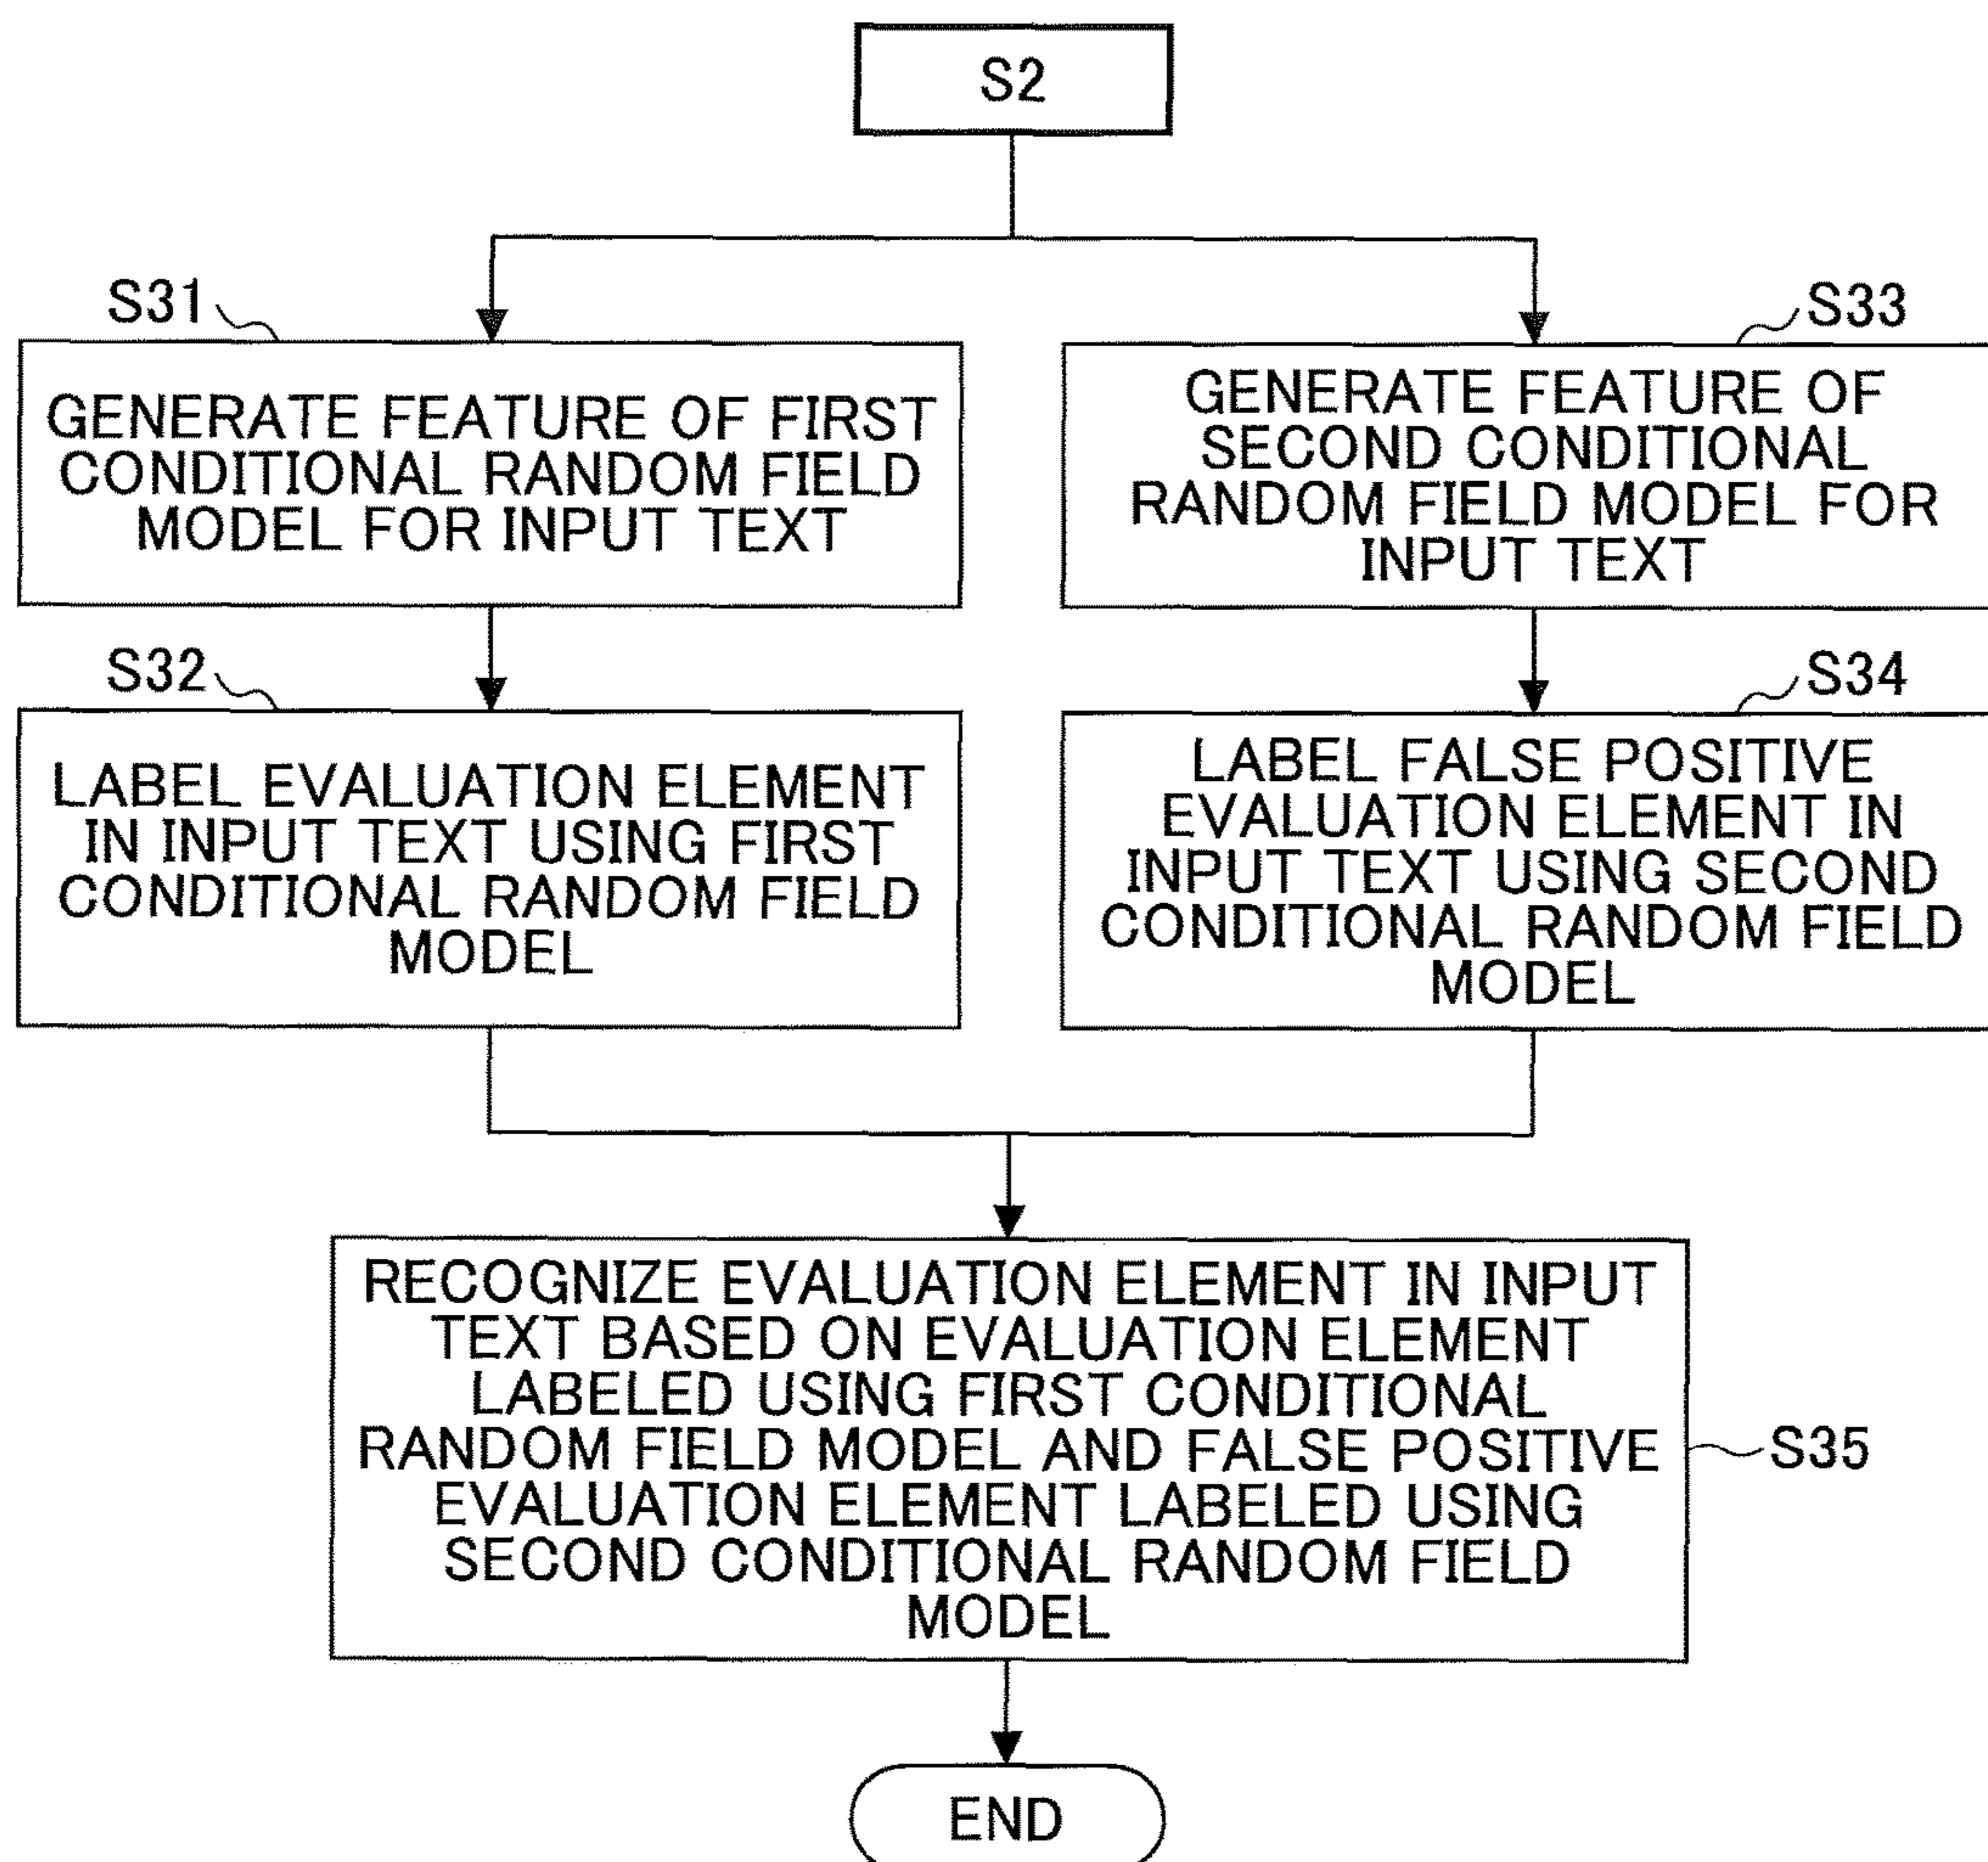 S2
S31
GENERATE FEATURE OF FIRST
CONDITIONAL RANDOM FIELD
MODEL FOR INPUT TEXT
S33
GENERATE FEATURE OF
SECOND CONDITIONAL
RANDOM FIELD MODEL FOR
INPUT TEXT
S32
LABEL EVALUATION ELEMENT
IN INPUT TEXT USING FIRST
CONDITIONAL RANDOM FIELD
MODEL
S34
LABEL FALSE POSITIVE
EVALUATION ELEMENT IN
INPUT TEXT USING SECOND
CONDITIONAL RANDOM FIELD
MODEL
RECOGNIZE EVALUATION ELEMENT IN INPUT
TEXT BASED ON EVALUATION ELEMENT
LABELED USING FIRST CONDITIONAL
RANDOM FIELD MODEL AND FALSE POSITIVE
EVALUATION ELEMENT LABELED USING
SECOND CONDITIONAL RANDOM FIELD
MODEL
S35
END